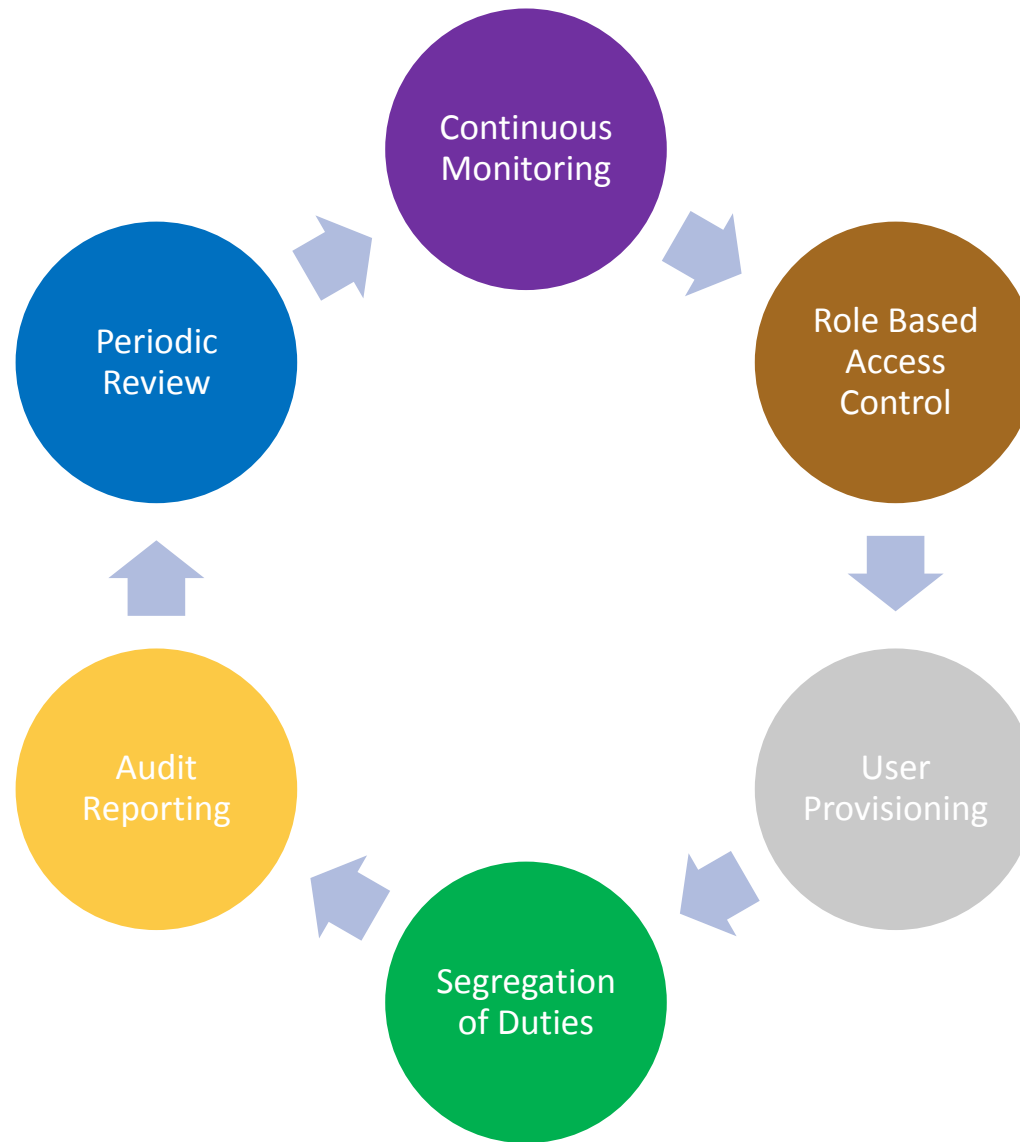 Continuous
Monitoring
Role Based
Access
Control
User
Provisioning
Segregation
of Duties
Audit
Reporting
Periodic
Review